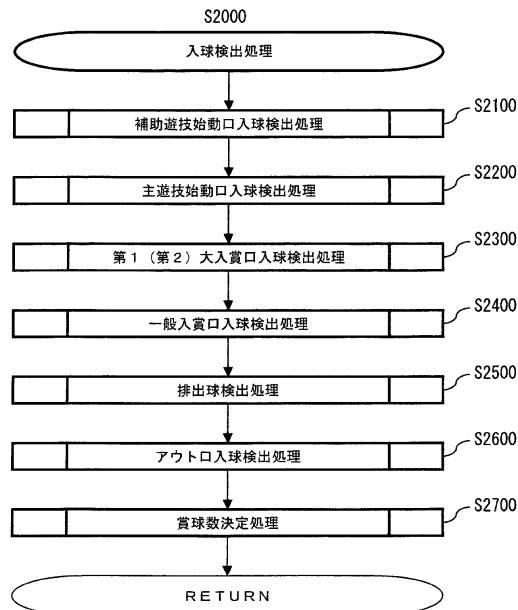 S2000
入球検出処理
S2100
補助遊技始動口入球検出処理
S2200
主遊技始動口入球検出処理
S2300
第１（第２）大入賞口入球検出処理
S2400
一般入賞口入球検出処理
S2500
排出球検出処理
S2600
アウト口入球検出処理
S2700
賞球数決定処理
ＲＥＴＵＲＮ